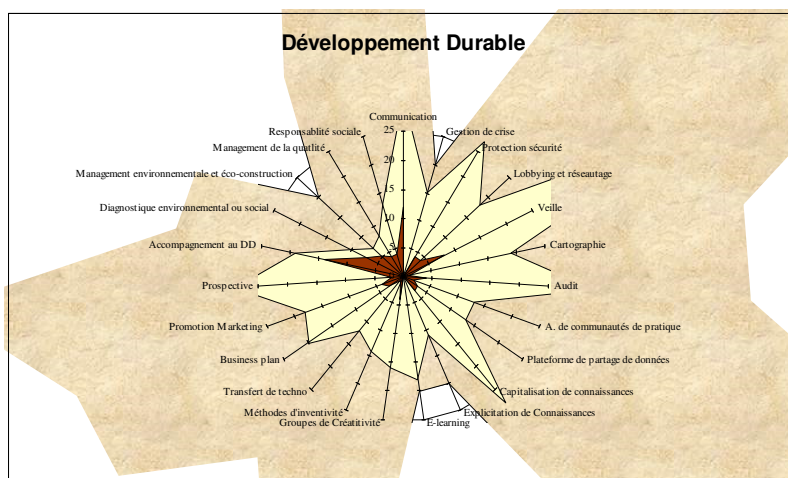 Développement Durable
Communication
Responsablité sociale
Gestion de crise
Management de la quatlité
Protection sécurité
Management environnementale et éco-construction
Lobbying et réseautage
Diagnostique environnemental ou social
Veille
Accompagnement au DD
Cartographie
Prospective
Audit
Promotion Marketing
A. de communautés de pratique
Business plan
Plateforme de partage de données
Transfert de techno
Capitalisation de connaissances
Méthodes d'inventivité
Explicitation de Connaissances
Groupes de Créatitivité
E-learning
25
20
15
10
5